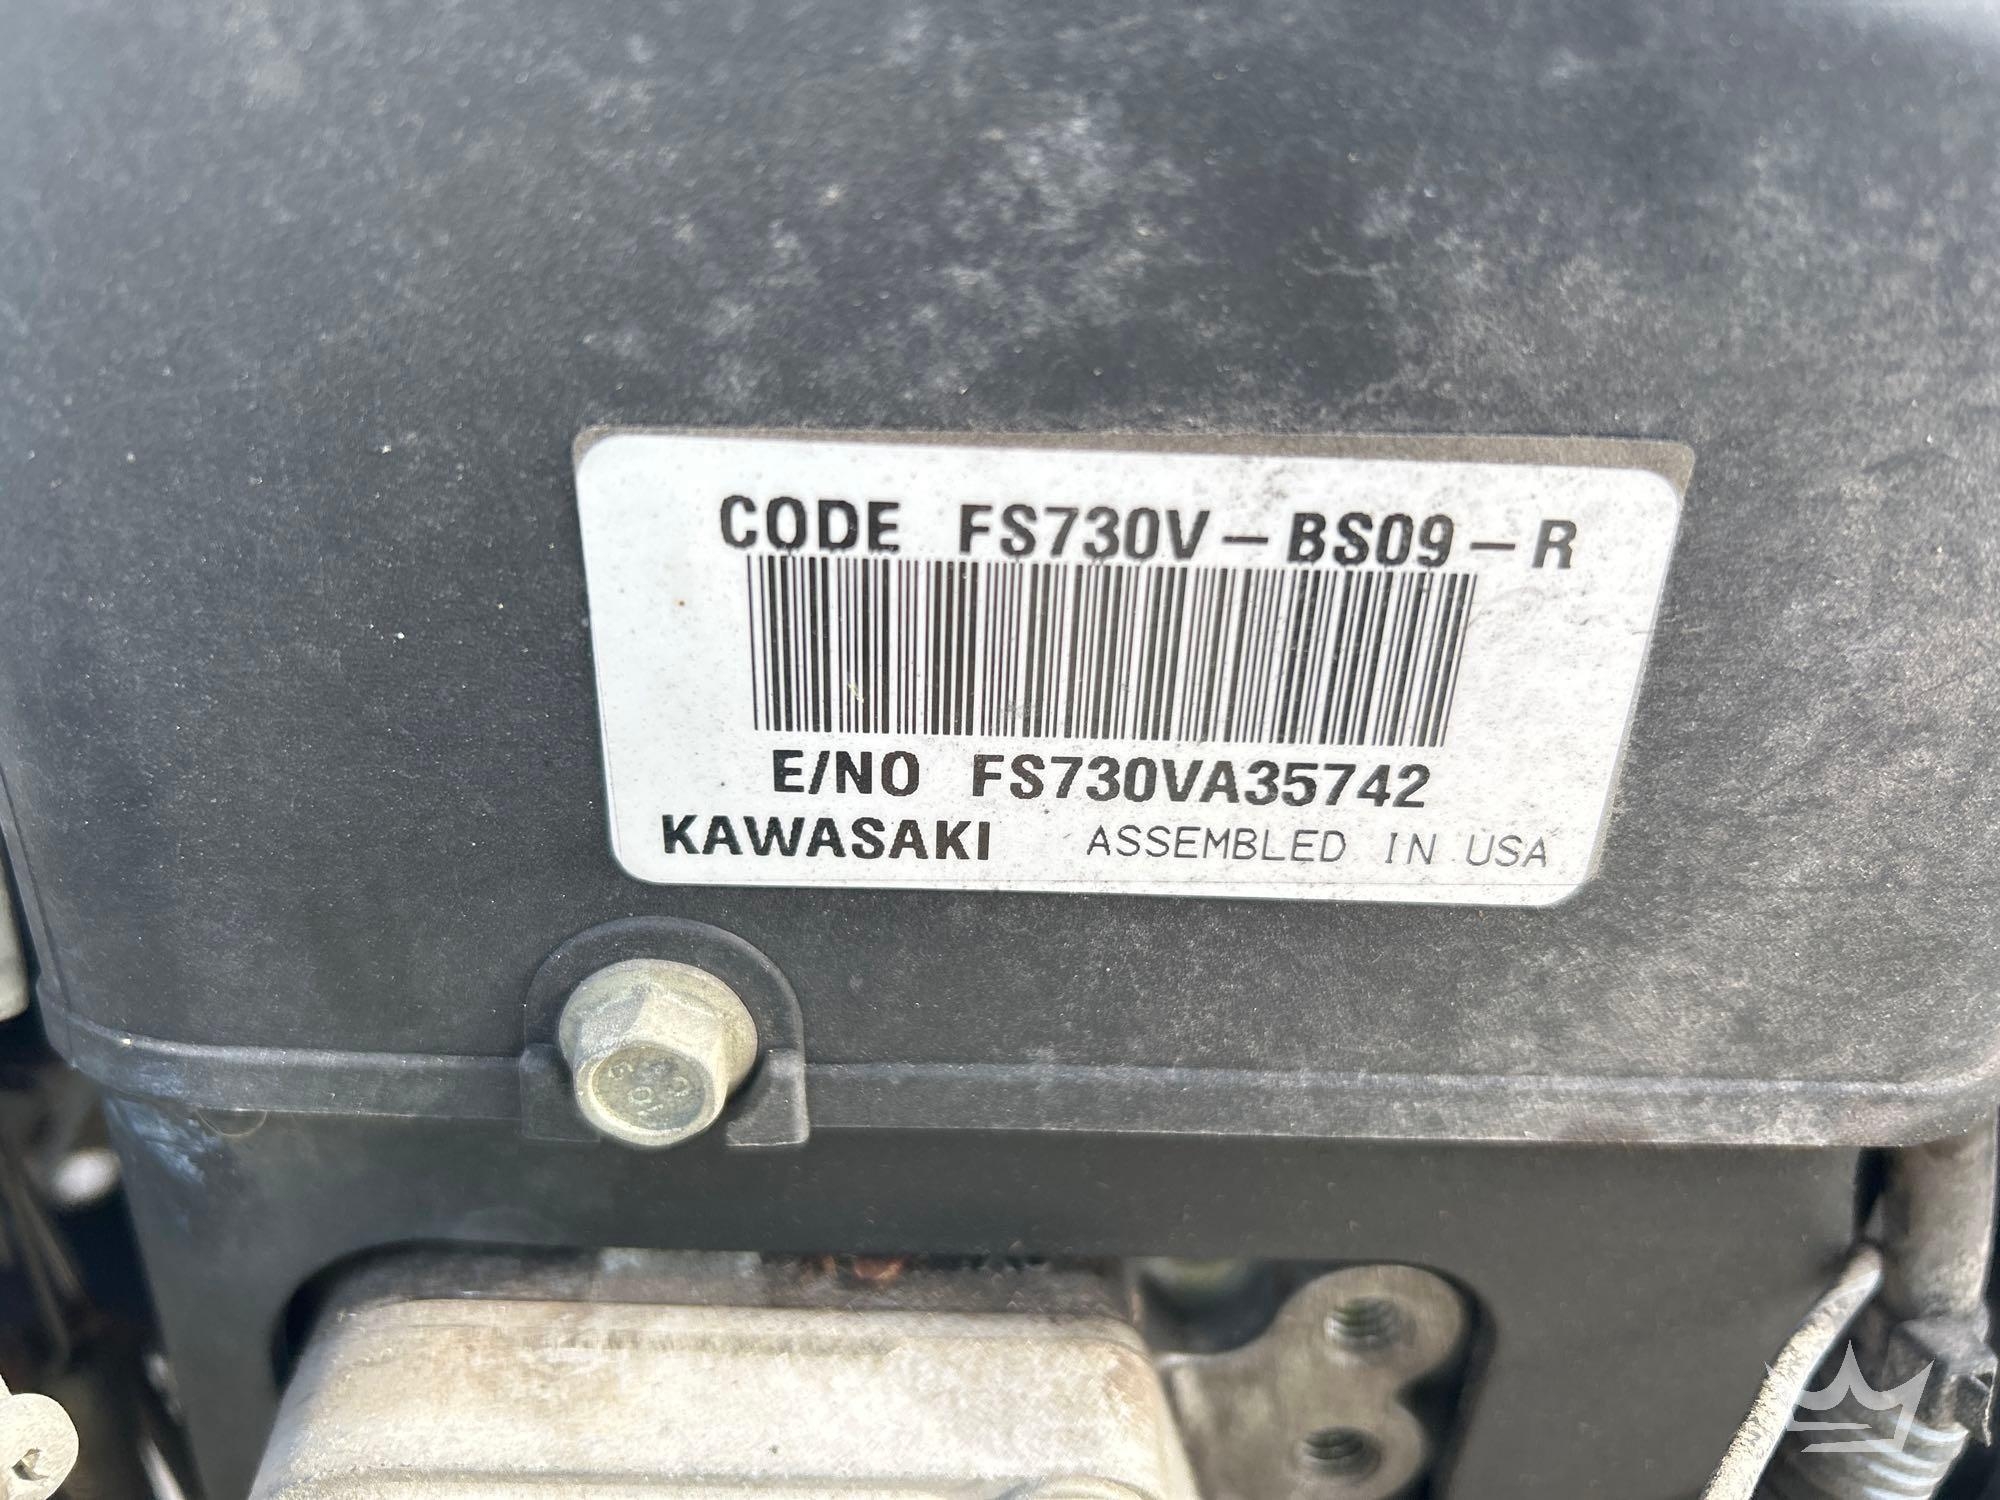 CODE FS730V-BS09-R
E/NO FS730VA35742
KAWASAKI ASSEMBLED IN USA